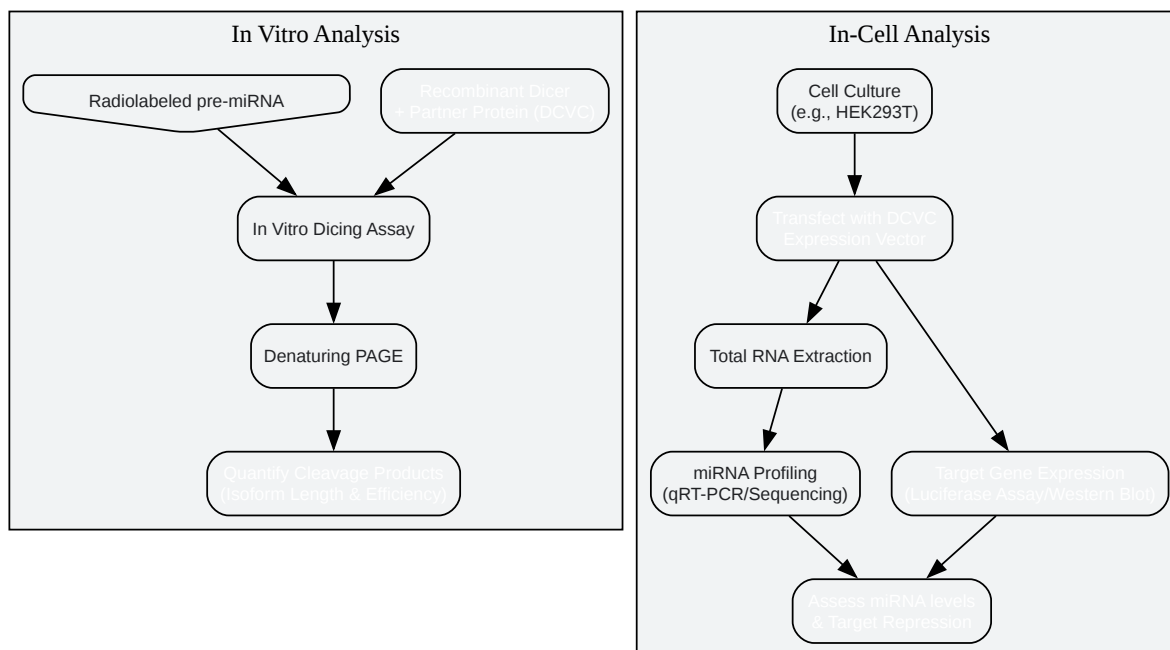 In Vitro Analysis
Radiolabeled pre-miRNA
Recombinant Dicer
+ Partner Protein (DCVC)
In Vitro Dicing Assay
Denaturing PAGE
Quantify Cleavage Products
(Isoform Length & Efficiency)
In-Cell Analysis
Cell Culture
(e.g., HEK293T)
Transfect with DCVC
Expression Vector
Total RNA Extraction
miRNA Profiling
(qRT-PCR/Sequencing)
Target Gene Expression
(Luciferase Assay/Western Blot)
Assess miRNA levels
& Target Repression